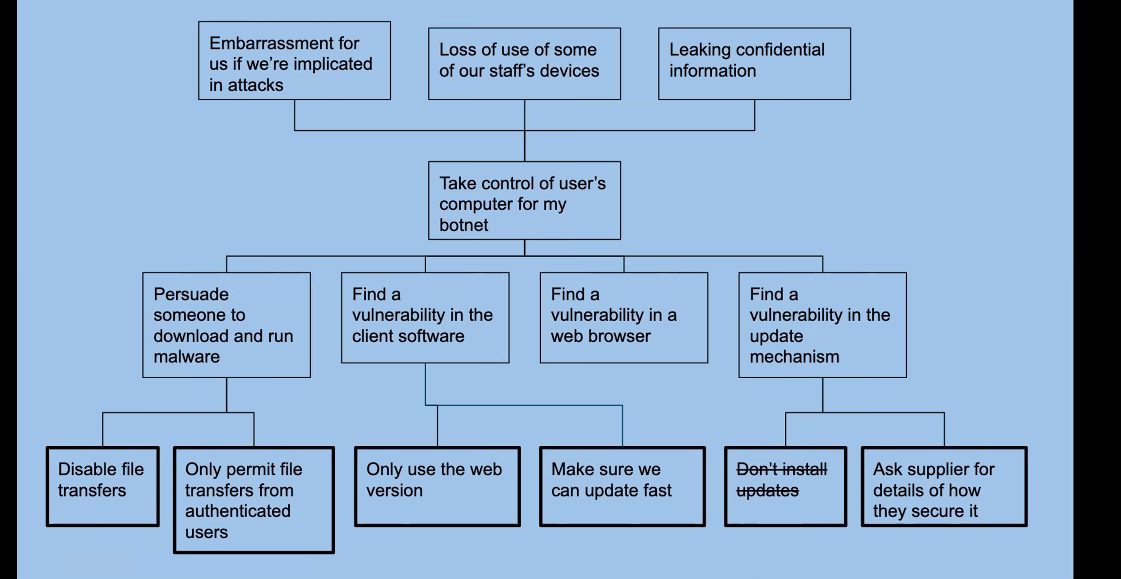 Embarrassment for
us if we're implicated
in attacks
Loss of use of some
of our staff's devices
Leaking confidential
information
Take control of user's
computer for my
botnet
Persuade
someone to
download and run
malware
Find a
vulnerability in the
client software
Find a
vulnerability in a
web browser
Find a
vulnerability in the
update
mechanism
Disable file
transfers
Only permit file
transfers from
authenticated
users
Only use the web
version
Make sure we
can update fast
Don't install
updates
Ask supplier for
details of how
they secure it